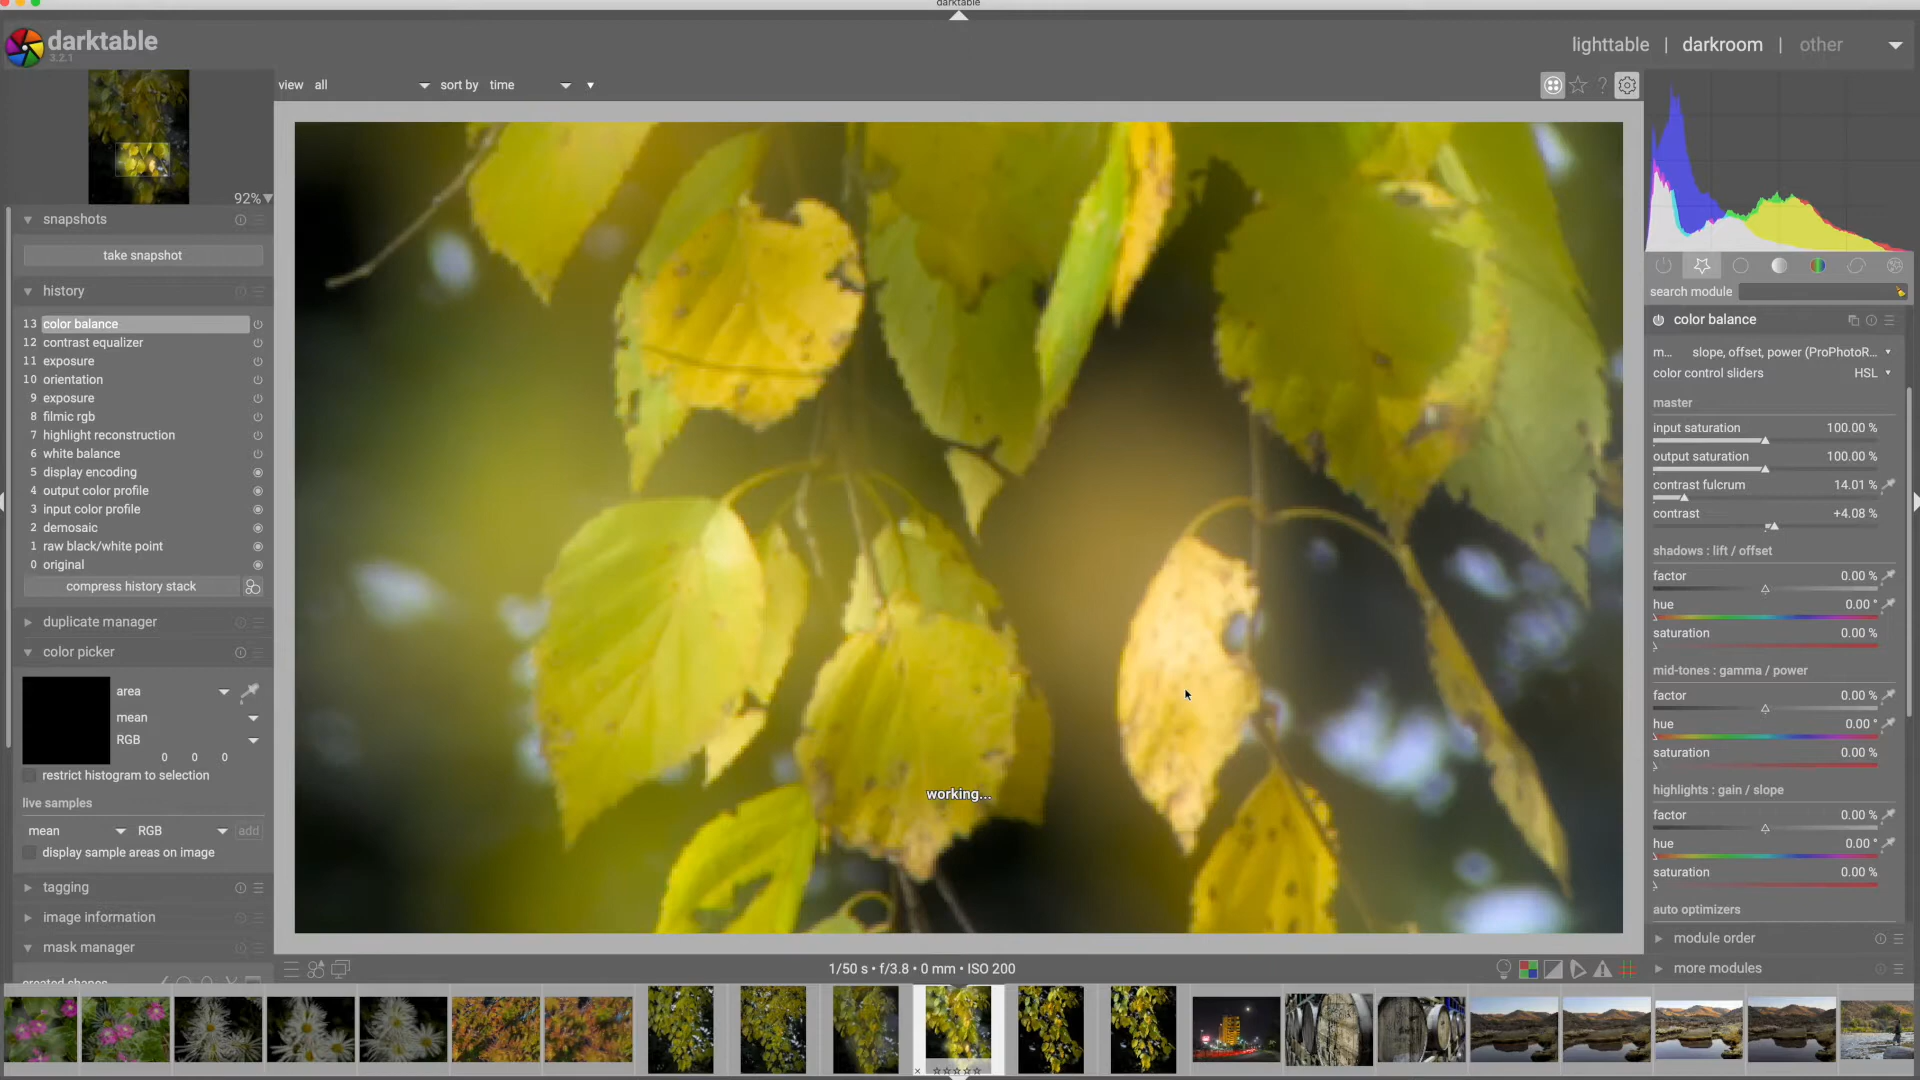 darktable
darktable
3.2.1
lighttable | darkroom | other
view all
sort by time
92%
snapshots
take snapshot
history
13 color balance
12 contrast equalizer
11 exposure
10 orientation
9 exposure
8 filmic rgb
7 highlight reconstruction
6 white balance
5 display encoding
4 output color profile
3 input color profile
2 demosaic
1 raw black/white point
0 original
compress history stack
duplicate manager
color picker
area
mean
RGB
0 0 0
restrict histogram to selection
live samples
mean RGB add
display sample areas on image
tagging
image information
mask manager
created shapes
working...
1/50 s • f/3.8 • 0 mm • ISO 200
search module
color balance
m... slope, offset, power (ProPhotoR...
color control sliders HSL
master
input saturation 100.00 %
output saturation 100.00 %
contrast fulcrum 14.01 %
contrast +4.08 %
shadows : lift / offset
factor 0.00 %
hue 0.00 °
saturation 0.00 %
mid-tones : gamma / power
factor 0.00 %
hue 0.00 °
saturation 0.00 %
highlights : gain / slope
factor 0.00 %
hue 0.00 °
saturation 0.00 %
auto optimizers
module order
more modules